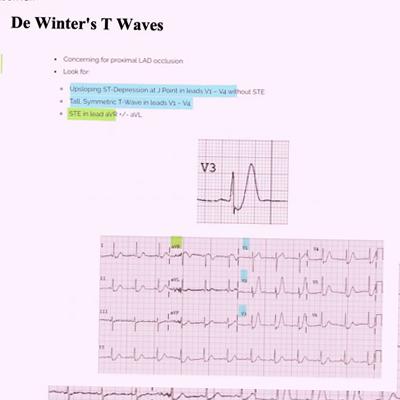 De Winter's T Waves
Concerning for proximal LAD occlusion
Look for:
Upsloping ST-Depression at J Point in leads V1 – V4 without STE
Tall, Symmetric T-Wave in leads V1 – V4
STE in lead aVR +/- aVL
V3
I aVR V1 V4
II aVL V2 V5
III aVF V3 V6